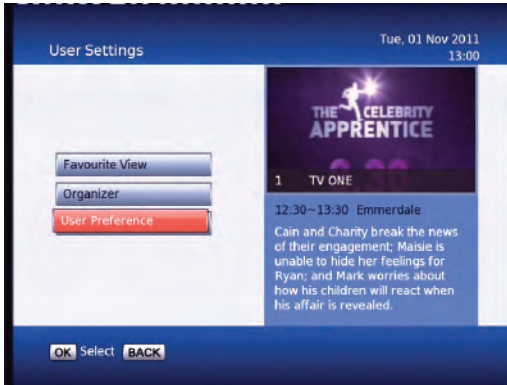 User Settings
Tue, 01 Nov 2011
13:00
THE CELEBRITY
APPRENTICE
1 TV ONE
Favourite View
Organizer
User Preference
12:30~13:30 Emmerdale
Cain and Charity break the news
of their engagement; Maisie is
unable to hide her feelings for
Ryan; and Mark worries about
how his children will react when
his affair is revealed.
OK Select BACK